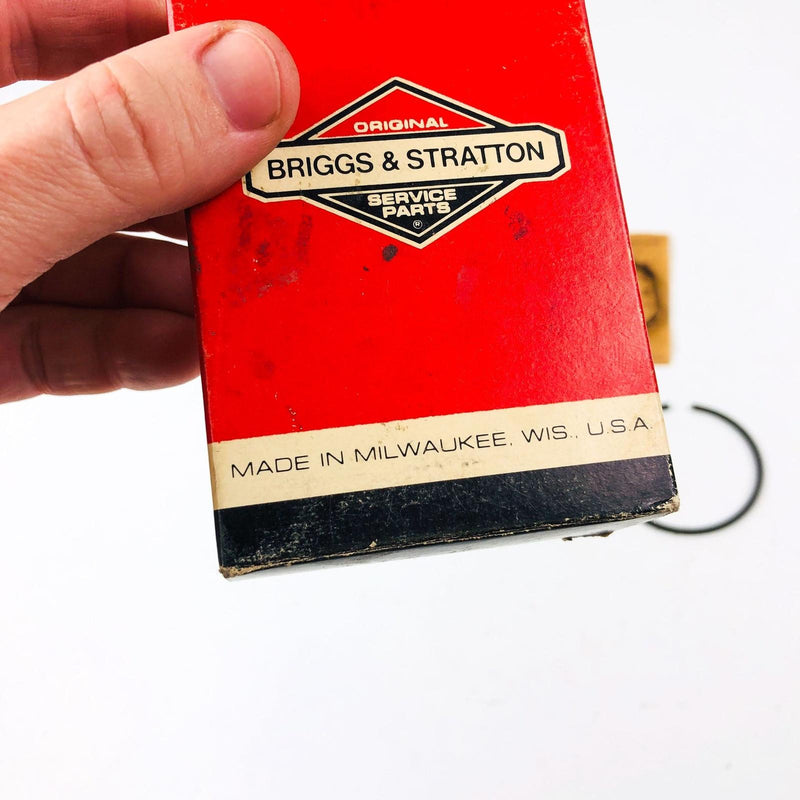 ORIGINAL
BRIGGS & STRATTON
SERVICE
PARTS
®
MADE IN MILWAUKEE, WIS., U.S.A.